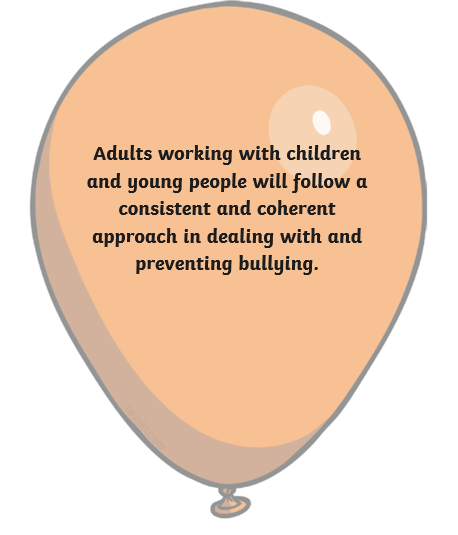 Adults working with children
and young people will follow a
consistent and coherent
approach in dealing with and
preventing bullying.